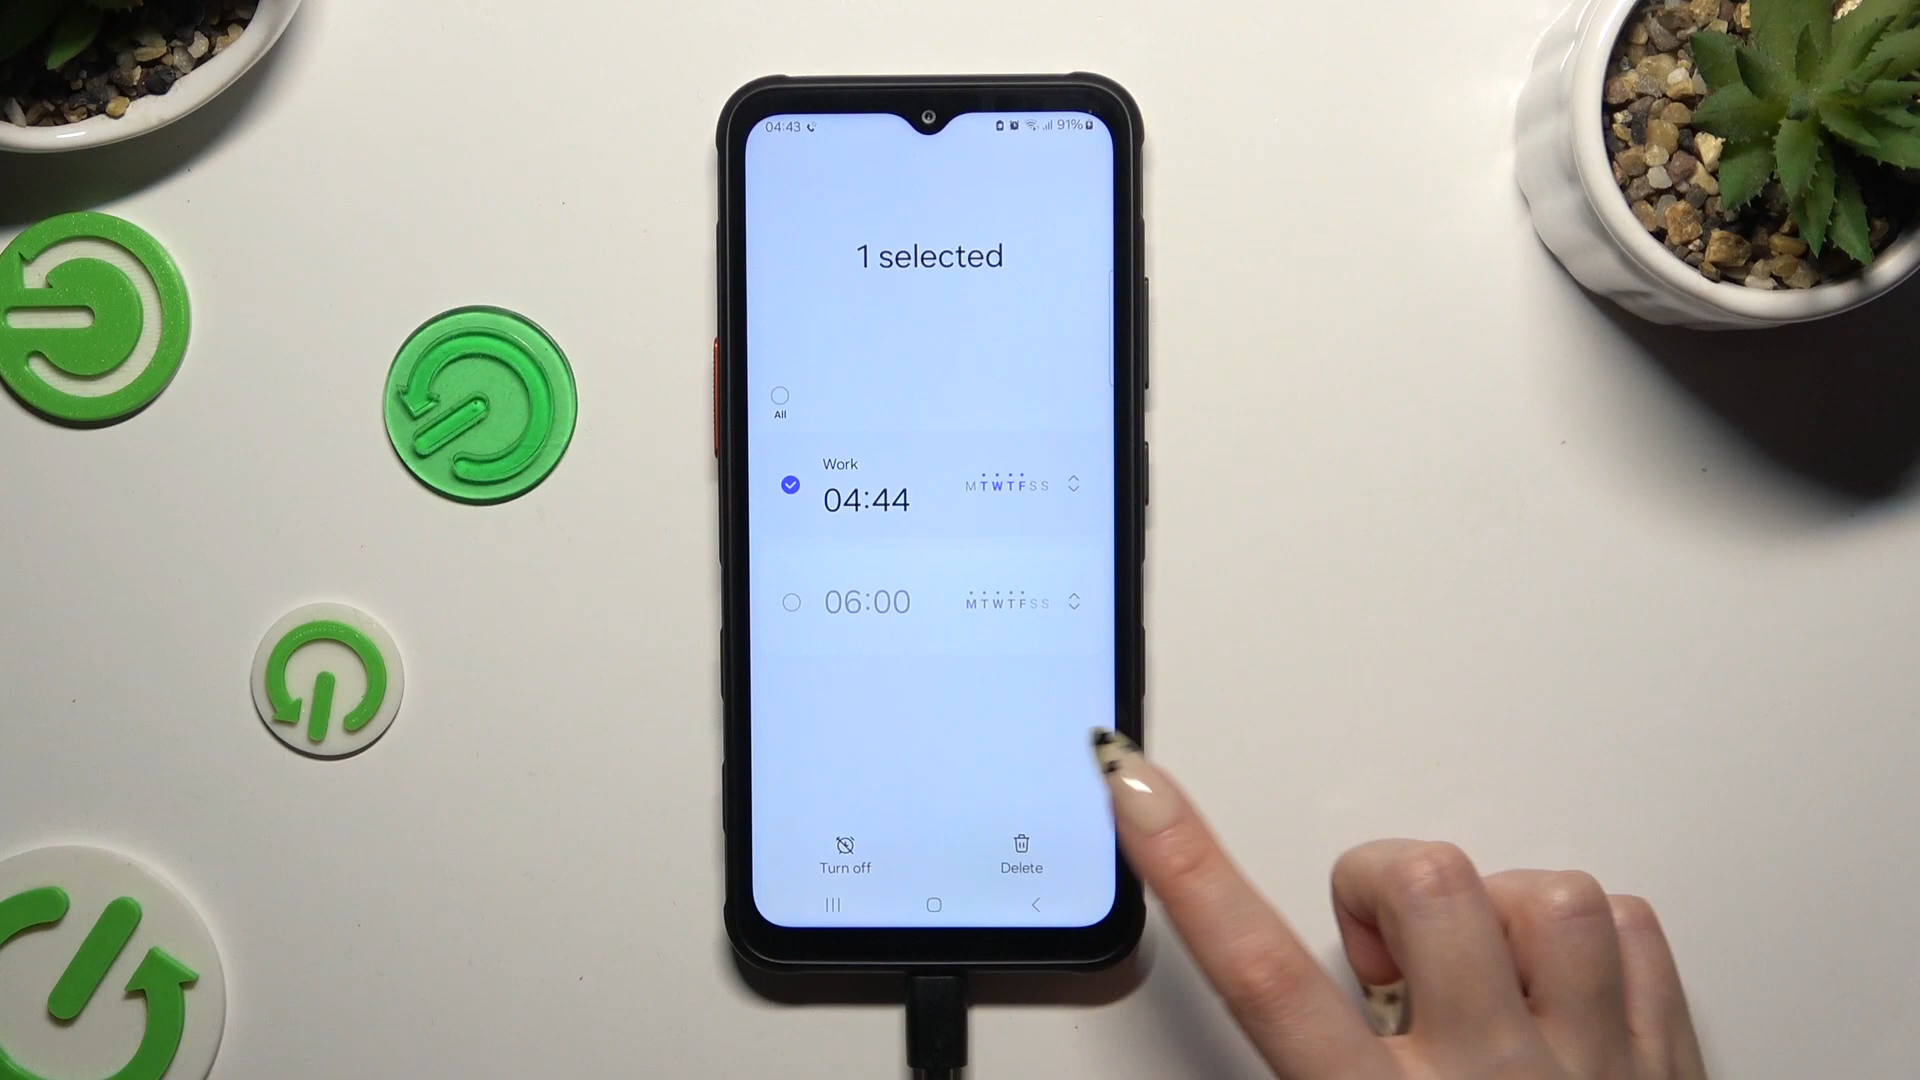 04:43 91%
1 selected
All
Work
04:44 MTWTFSS
06:00 MTWTFSS
Turn off Delete